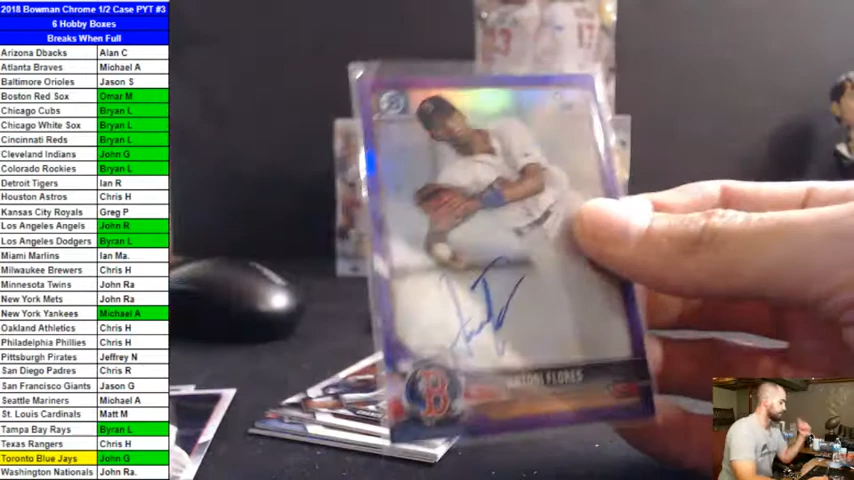 2018 Bowman Chrome 1/2 Case PYT #3
6 Hobby Boxes
Breaks When Full
Arizona Dbacks Alan C
Atlanta Braves Michael A
Baltimore Orioles Jason S
Boston Red Sox Omar M
Chicago Cubs Bryan L
Chicago White Sox Bryan L
Cincinnati Reds Bryan L
Cleveland Indians John G
Colorado Rockies Bryan L
Detroit Tigers Ian R
Houston Astros Chris H
Kansas City Royals Greg P
Los Angeles Angels John R
Los Angeles Dodgers Byran L
Miami Marlins Ian Ma.
Milwaukee Brewers Chris H
Minnesota Twins John Ra
New York Mets John Ra
New York Yankees Michael A
Oakland Athletics Chris H
Philadelphia Phillies Chris H
Pittsburgh Pirates Jeffrey N
San Diego Padres Chris R
San Francisco Giants Jason G
Seattle Mariners Michael A
St. Louis Cardinals Matt M
Tampa Bay Rays Byran L
Texas Rangers Chris H
Toronto Blue Jays John G
Washington Nationals John Ra.
B
FLORES
13
17